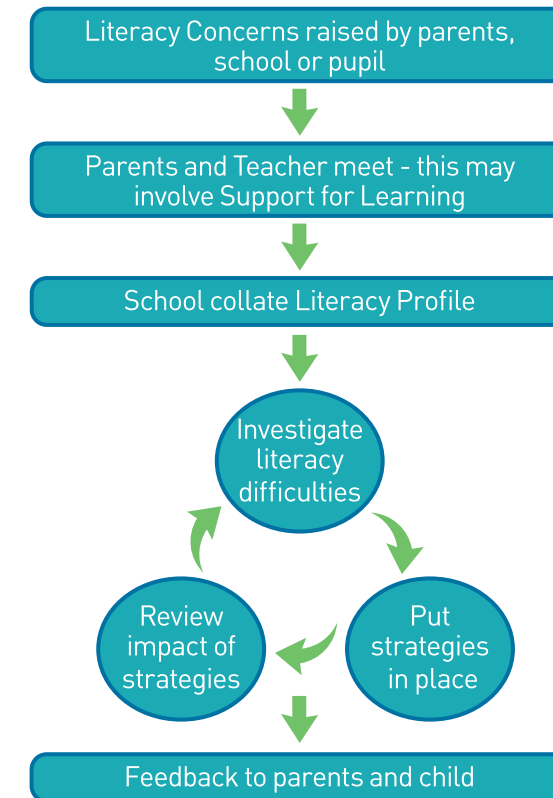 Literacy Concerns raised by parents,
school or pupil
Parents and Teacher meet - this may
involve Support for Learning
School collate Literacy Profile
Investigate
literacy
difficulties
Review
impact of
strategies
Put
strategies
in place
Feedback to parents and child